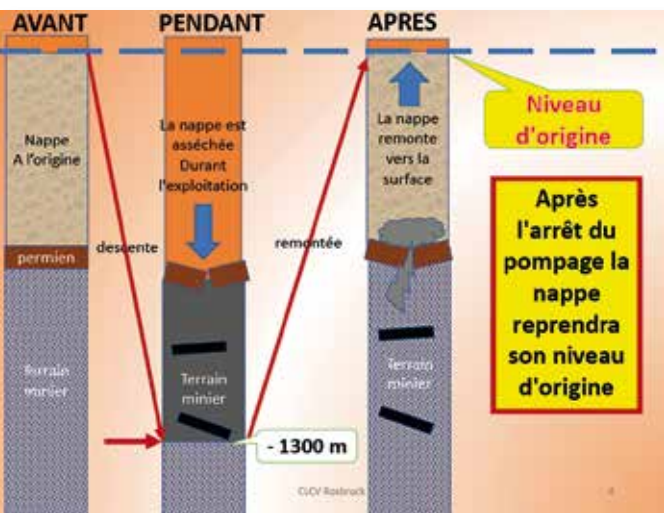 AVANT
PENDANT
APRES
Nappe
A l'origine
permien
Terrain
minier
descente
La nappe est
asséchée
Durant
l'exploitation
Terrain
minier
- 1300 m
remontée
La nappe
remonte
vers la
surface
Terrain
minier
Niveau
d'origine
Après
l'arrêt du
pompage la
nappe
reprendra
son niveau
d'origine
CLCV Rosbruck
4